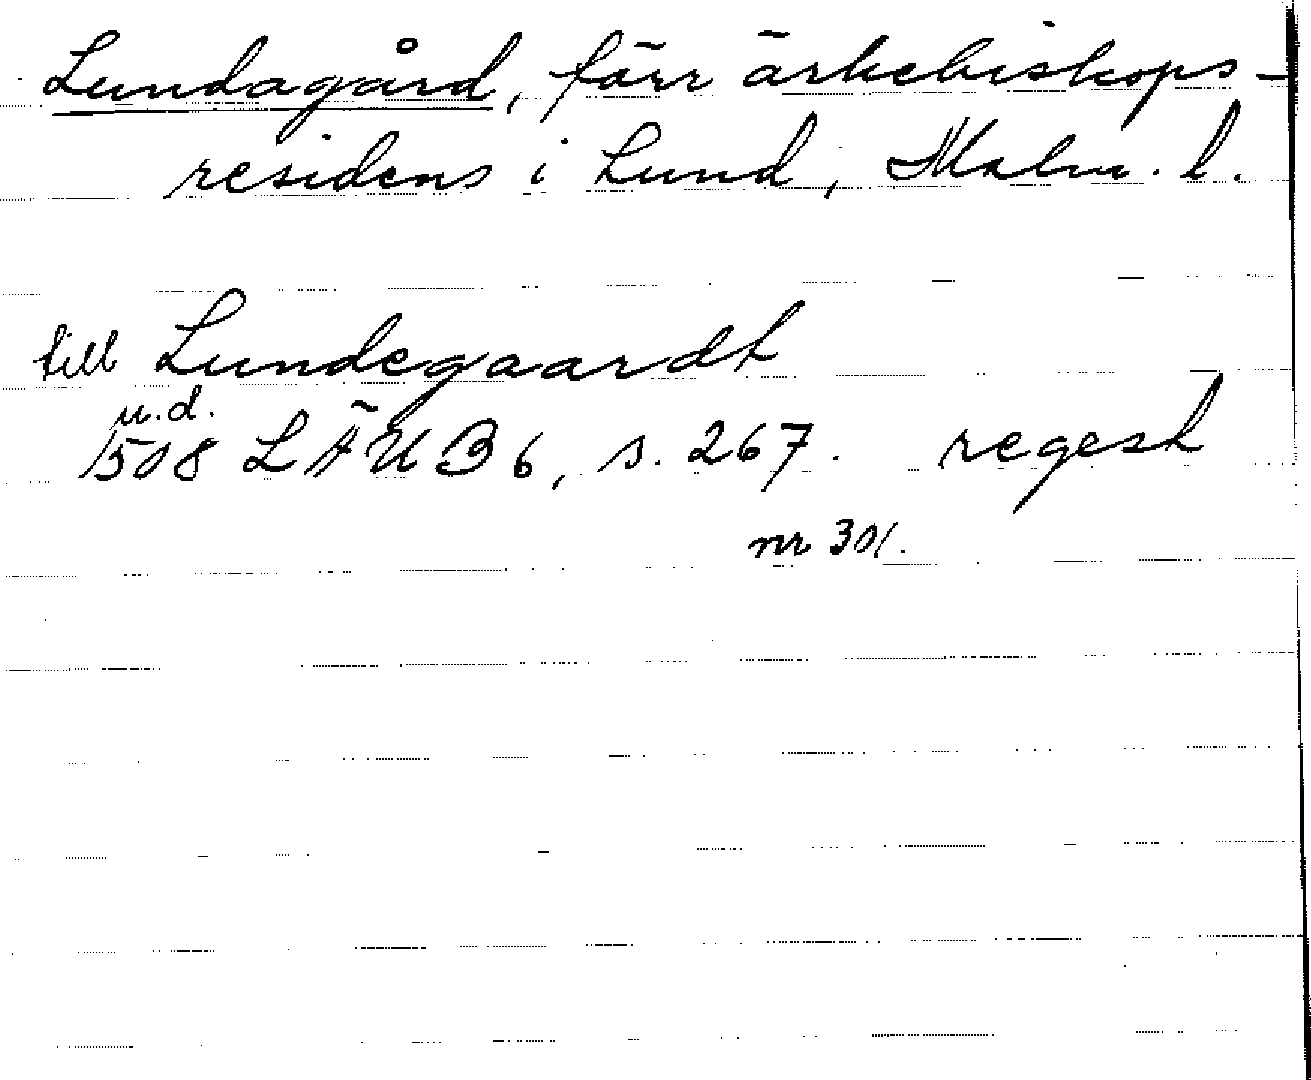 Lundagård, förr ärkebiskops-
residens i Lund, Malm. l.
till Lundegaardt
u.d.
1508 LÄUB 6, s. 267. regest
nr 301.